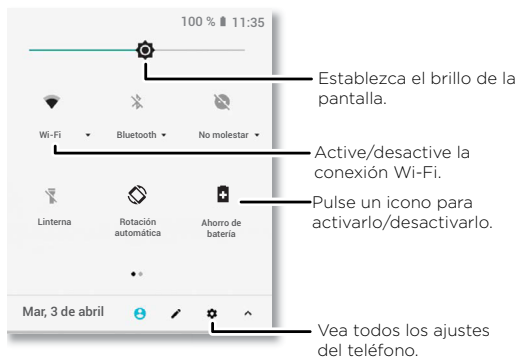 100 % 11:35
Establezca el brillo de la
pantalla.
Wi-Fi Bluetooth No molestar
Active/desactive la
conexión Wi-Fi.
Pulse un icono para
activarlo/desactivarlo.
Linterna Rotación Ahorro de
automática batería
Mar, 3 de abril
Vea todos los ajustes
del teléfono.